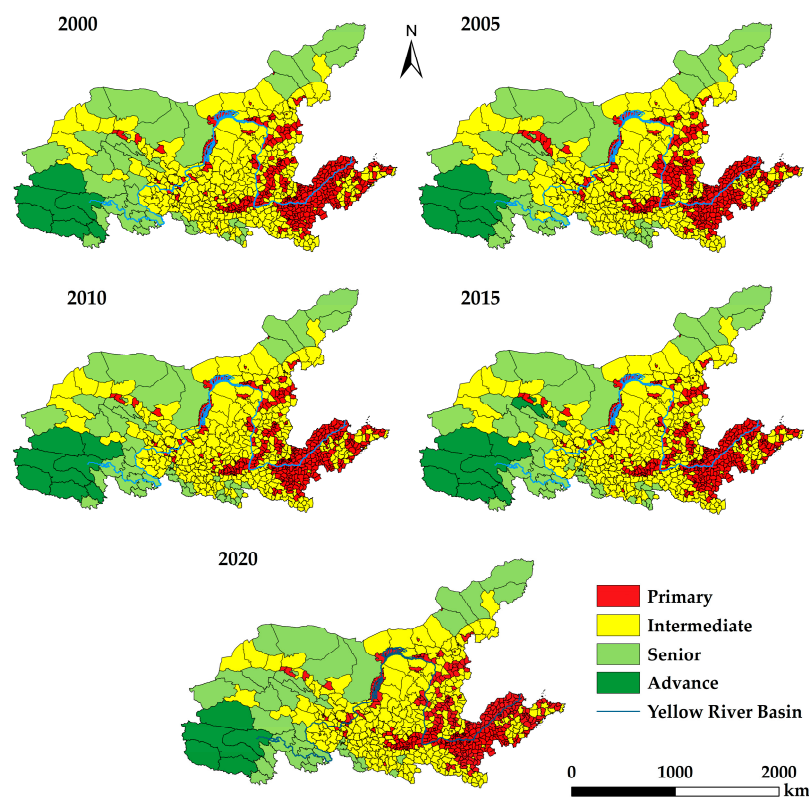 2000
N
2005
2010
2015
2020
Primary
Intermediate
Senior
Advance
Yellow River Basin
0 1000 2000
km